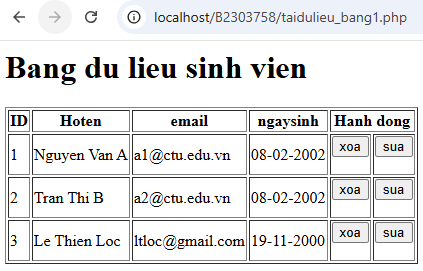 localhost/B2303758/taidulieu_bang1.php
Bang du lieu sinh vien
ID Hoten email ngaysinh Hanh dong
1 Nguyen Van A a1@ctu.edu.vn 08-02-2002 xoa sua
2 Tran Thi B a2@ctu.edu.vn 08-02-2002 xoa sua
3 Le Thien Loc ltloc@gmail.com 19-11-2000 xoa sua